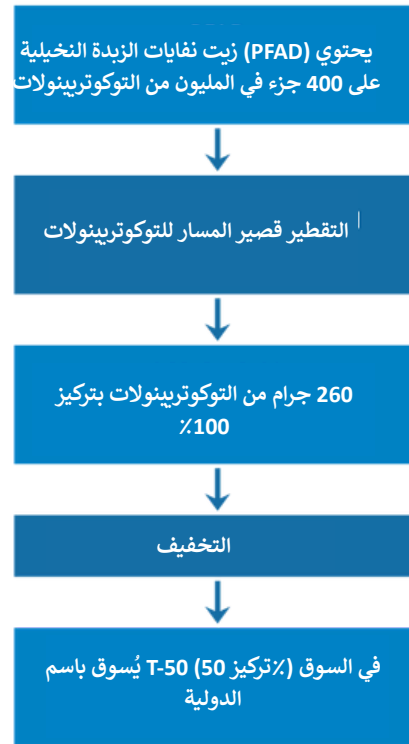 يحتوي (PFAD) زيت نفايات الزبدة النخيلية
على 400 جزء في المليون من التوكوتريينولات
التقطير قصير المسار للتوكوتريينولات
260 جرام من التوكوتريينولات بتركيز
100٪
التخفيف
في السوق (٪تركيز 50) T-50 يُسوق باسم
الدولية